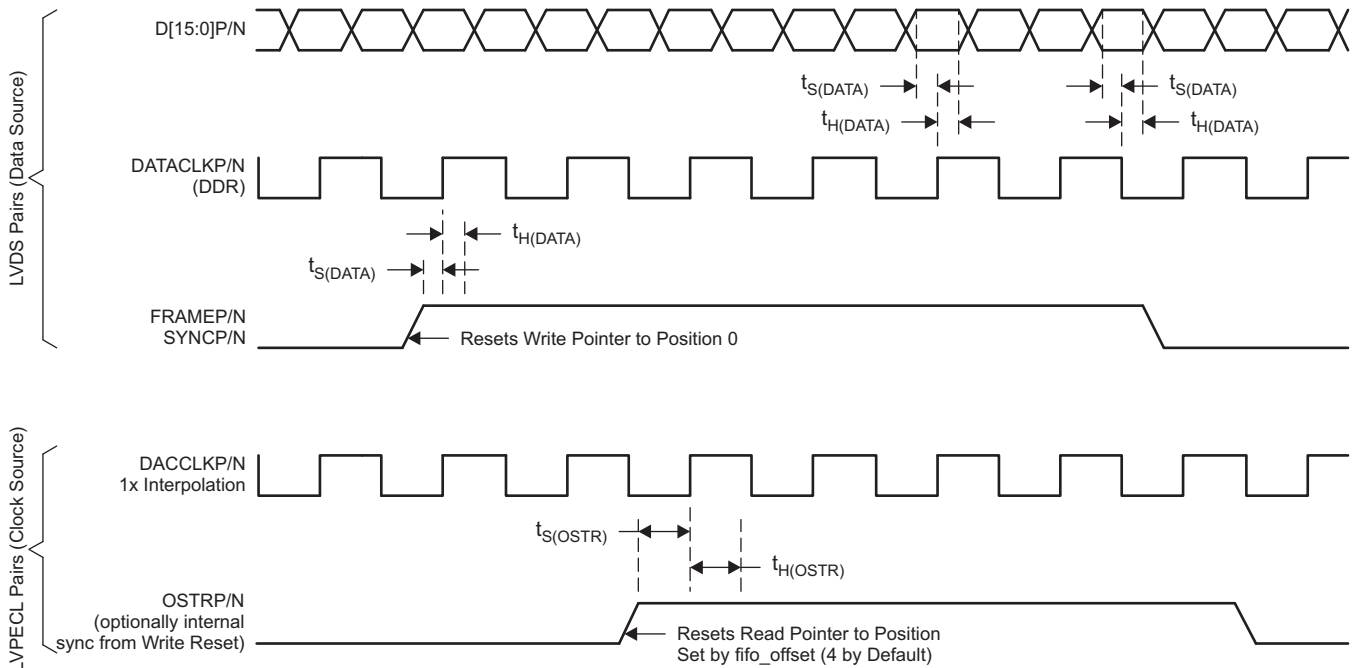 D[15:0]P/N
tS(DATA)
tS(DATA)
tH(DATA)
tH(DATA)
LVDS Pairs (Data Source)
DATACLKP/N
(DDR)
tH(DATA)
tS(DATA)
FRAMEP/N
SYNCP/N
Resets Write Pointer to Position 0
LVPECL Pairs (Clock Source)
DACCLKP/N
1x Interpolation
tS(OSTR)
tH(OSTR)
OSTRP/N
(optionally internal
sync from Write Reset)
Resets Read Pointer to Position
Set by fifo_offset (4 by Default)